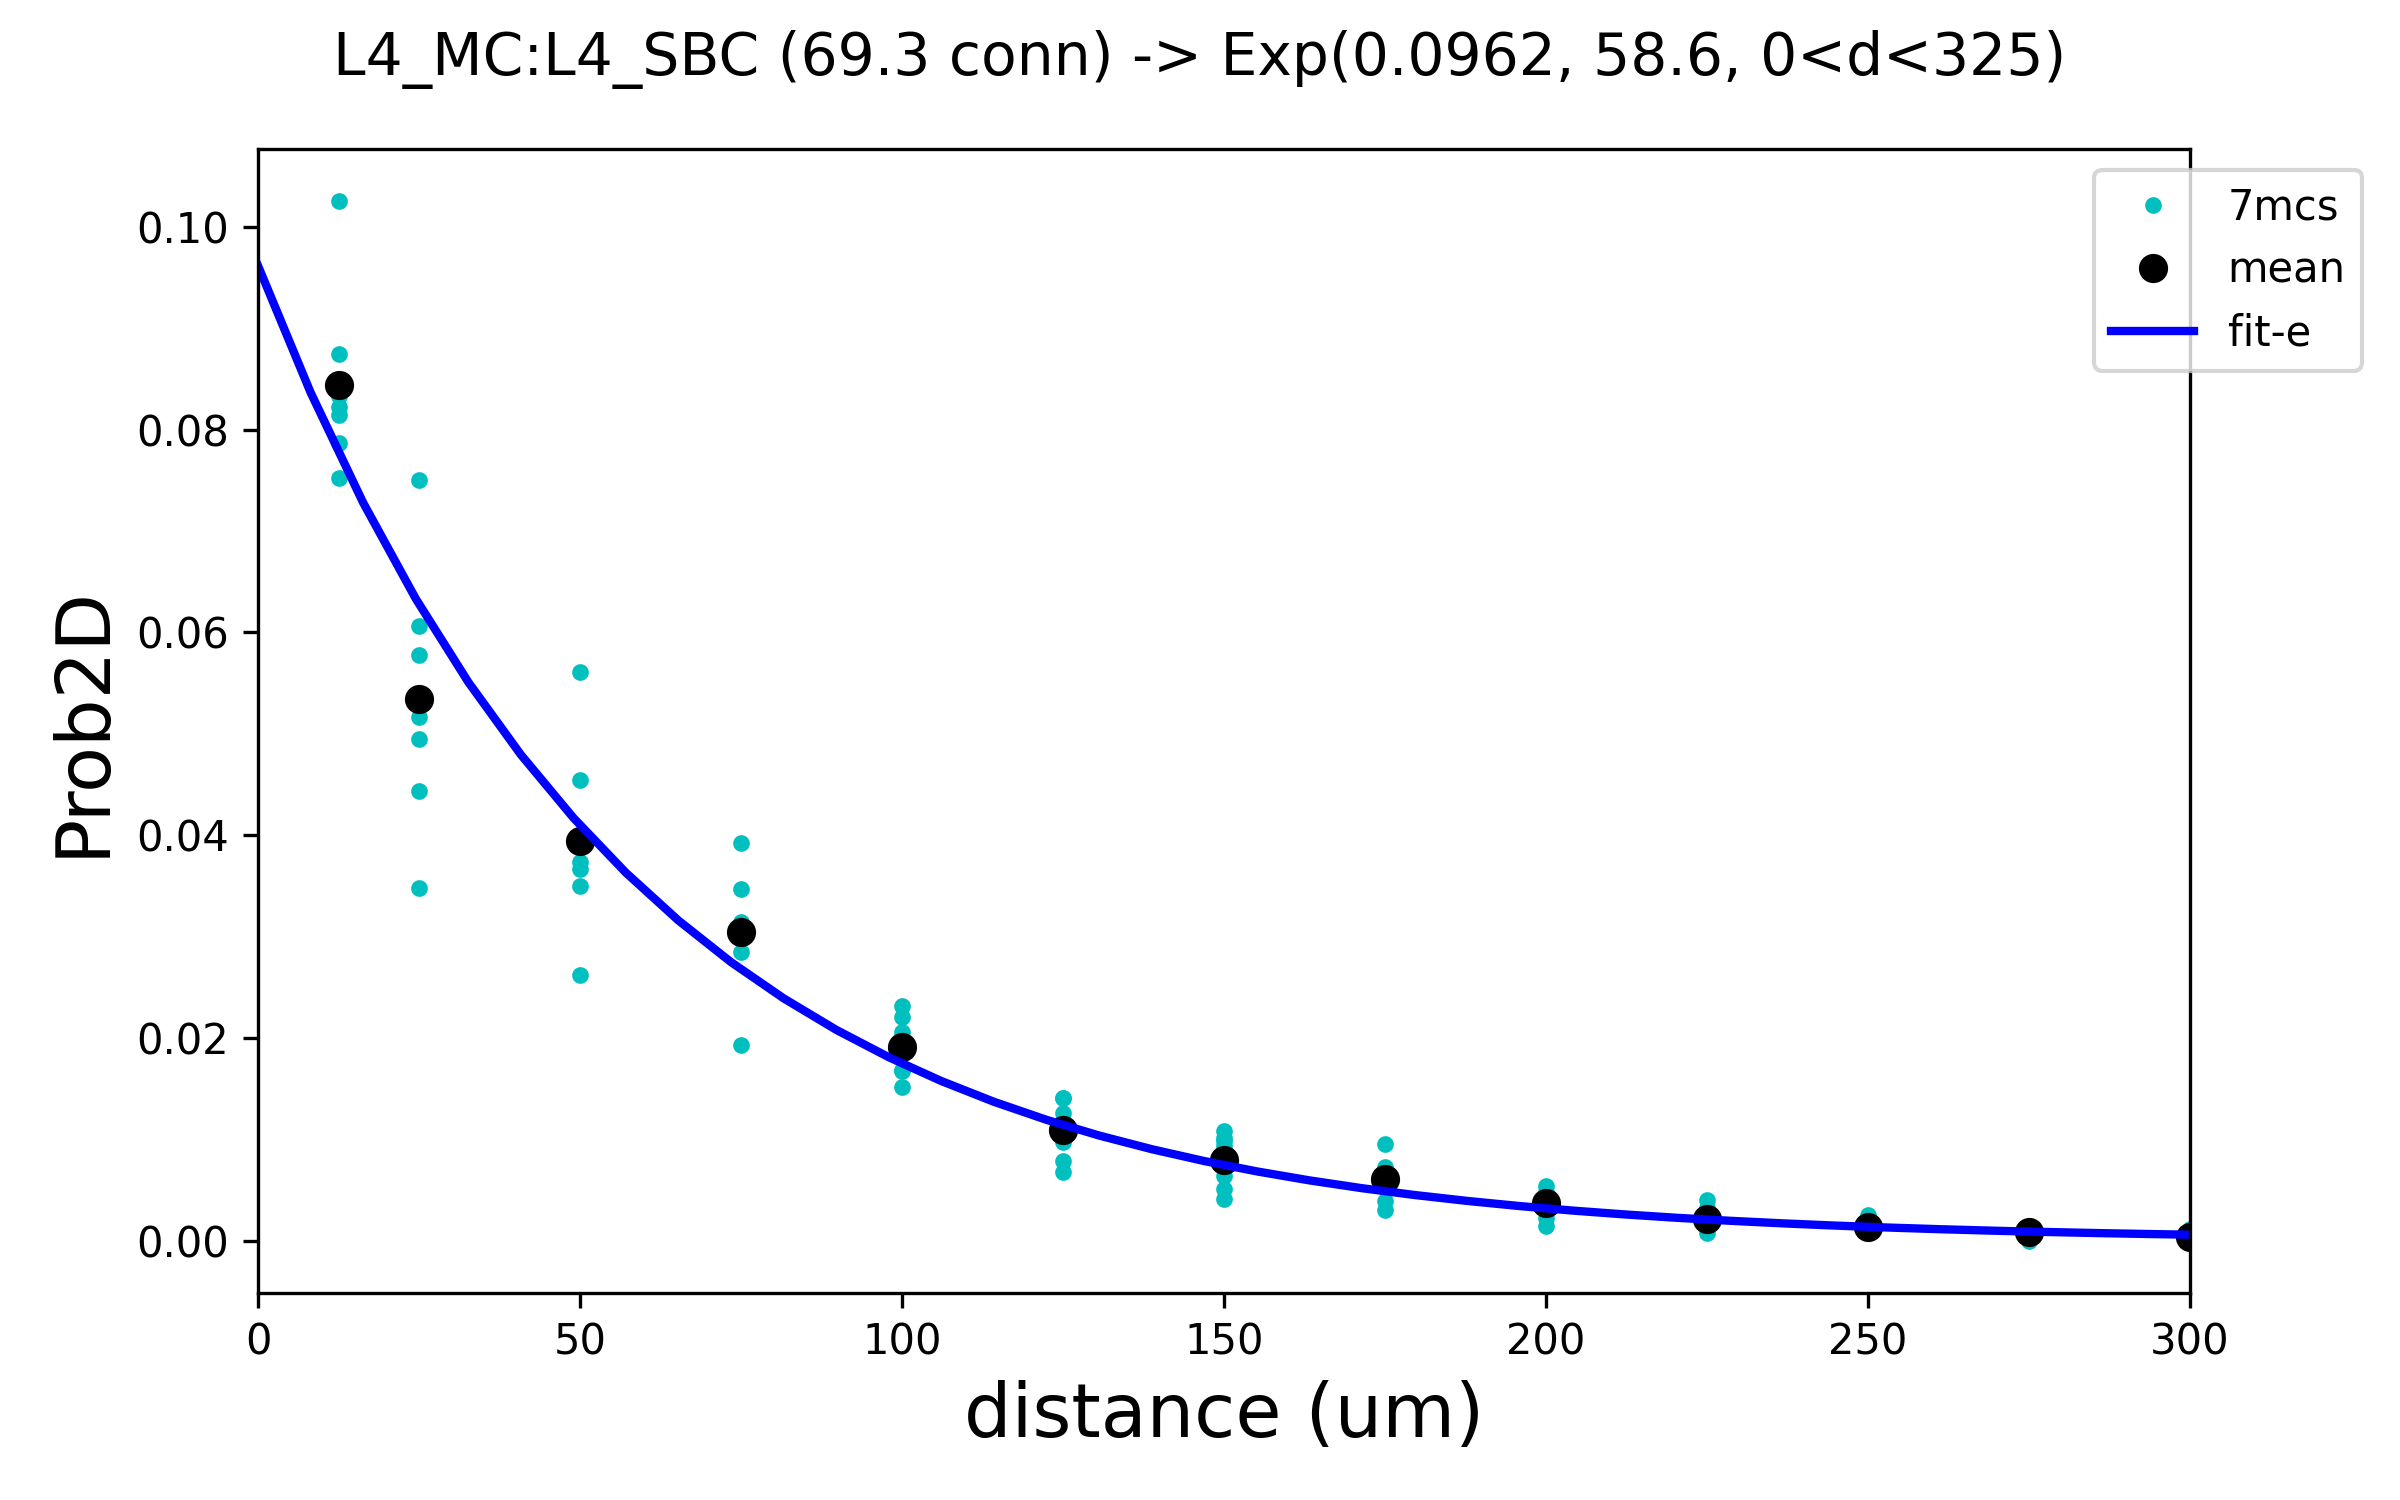 L4_MC:L4_SBC (69.3 conn) -> Exp(0.0962, 58.6, 0<d<325)
7mcs
mean
fit-e
Prob2D
0.10
0.08
0.06
0.04
0.02
0.00
0 50 100 150 200 250 300
distance (um)